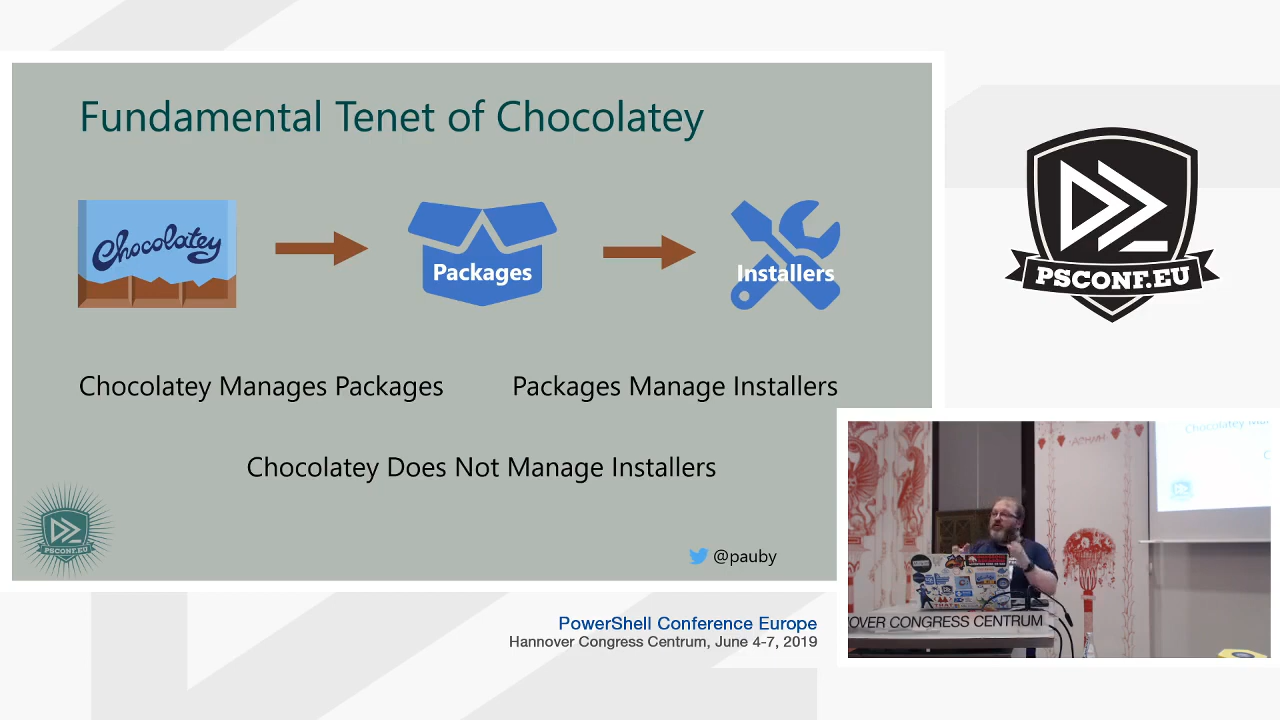 Fundamental Tenet of Chocolatey
Chocolatey
Packages
Installers
Chocolatey Manages Packages
Packages Manage Installers
Chocolatey Does Not Manage Installers
PSCONF.EU
@pauby
PSCONF.EU
PowerShell Conference Europe
Hannover Congress Centrum, June 4-7, 2019
OVER CONGRESS CENTRUM